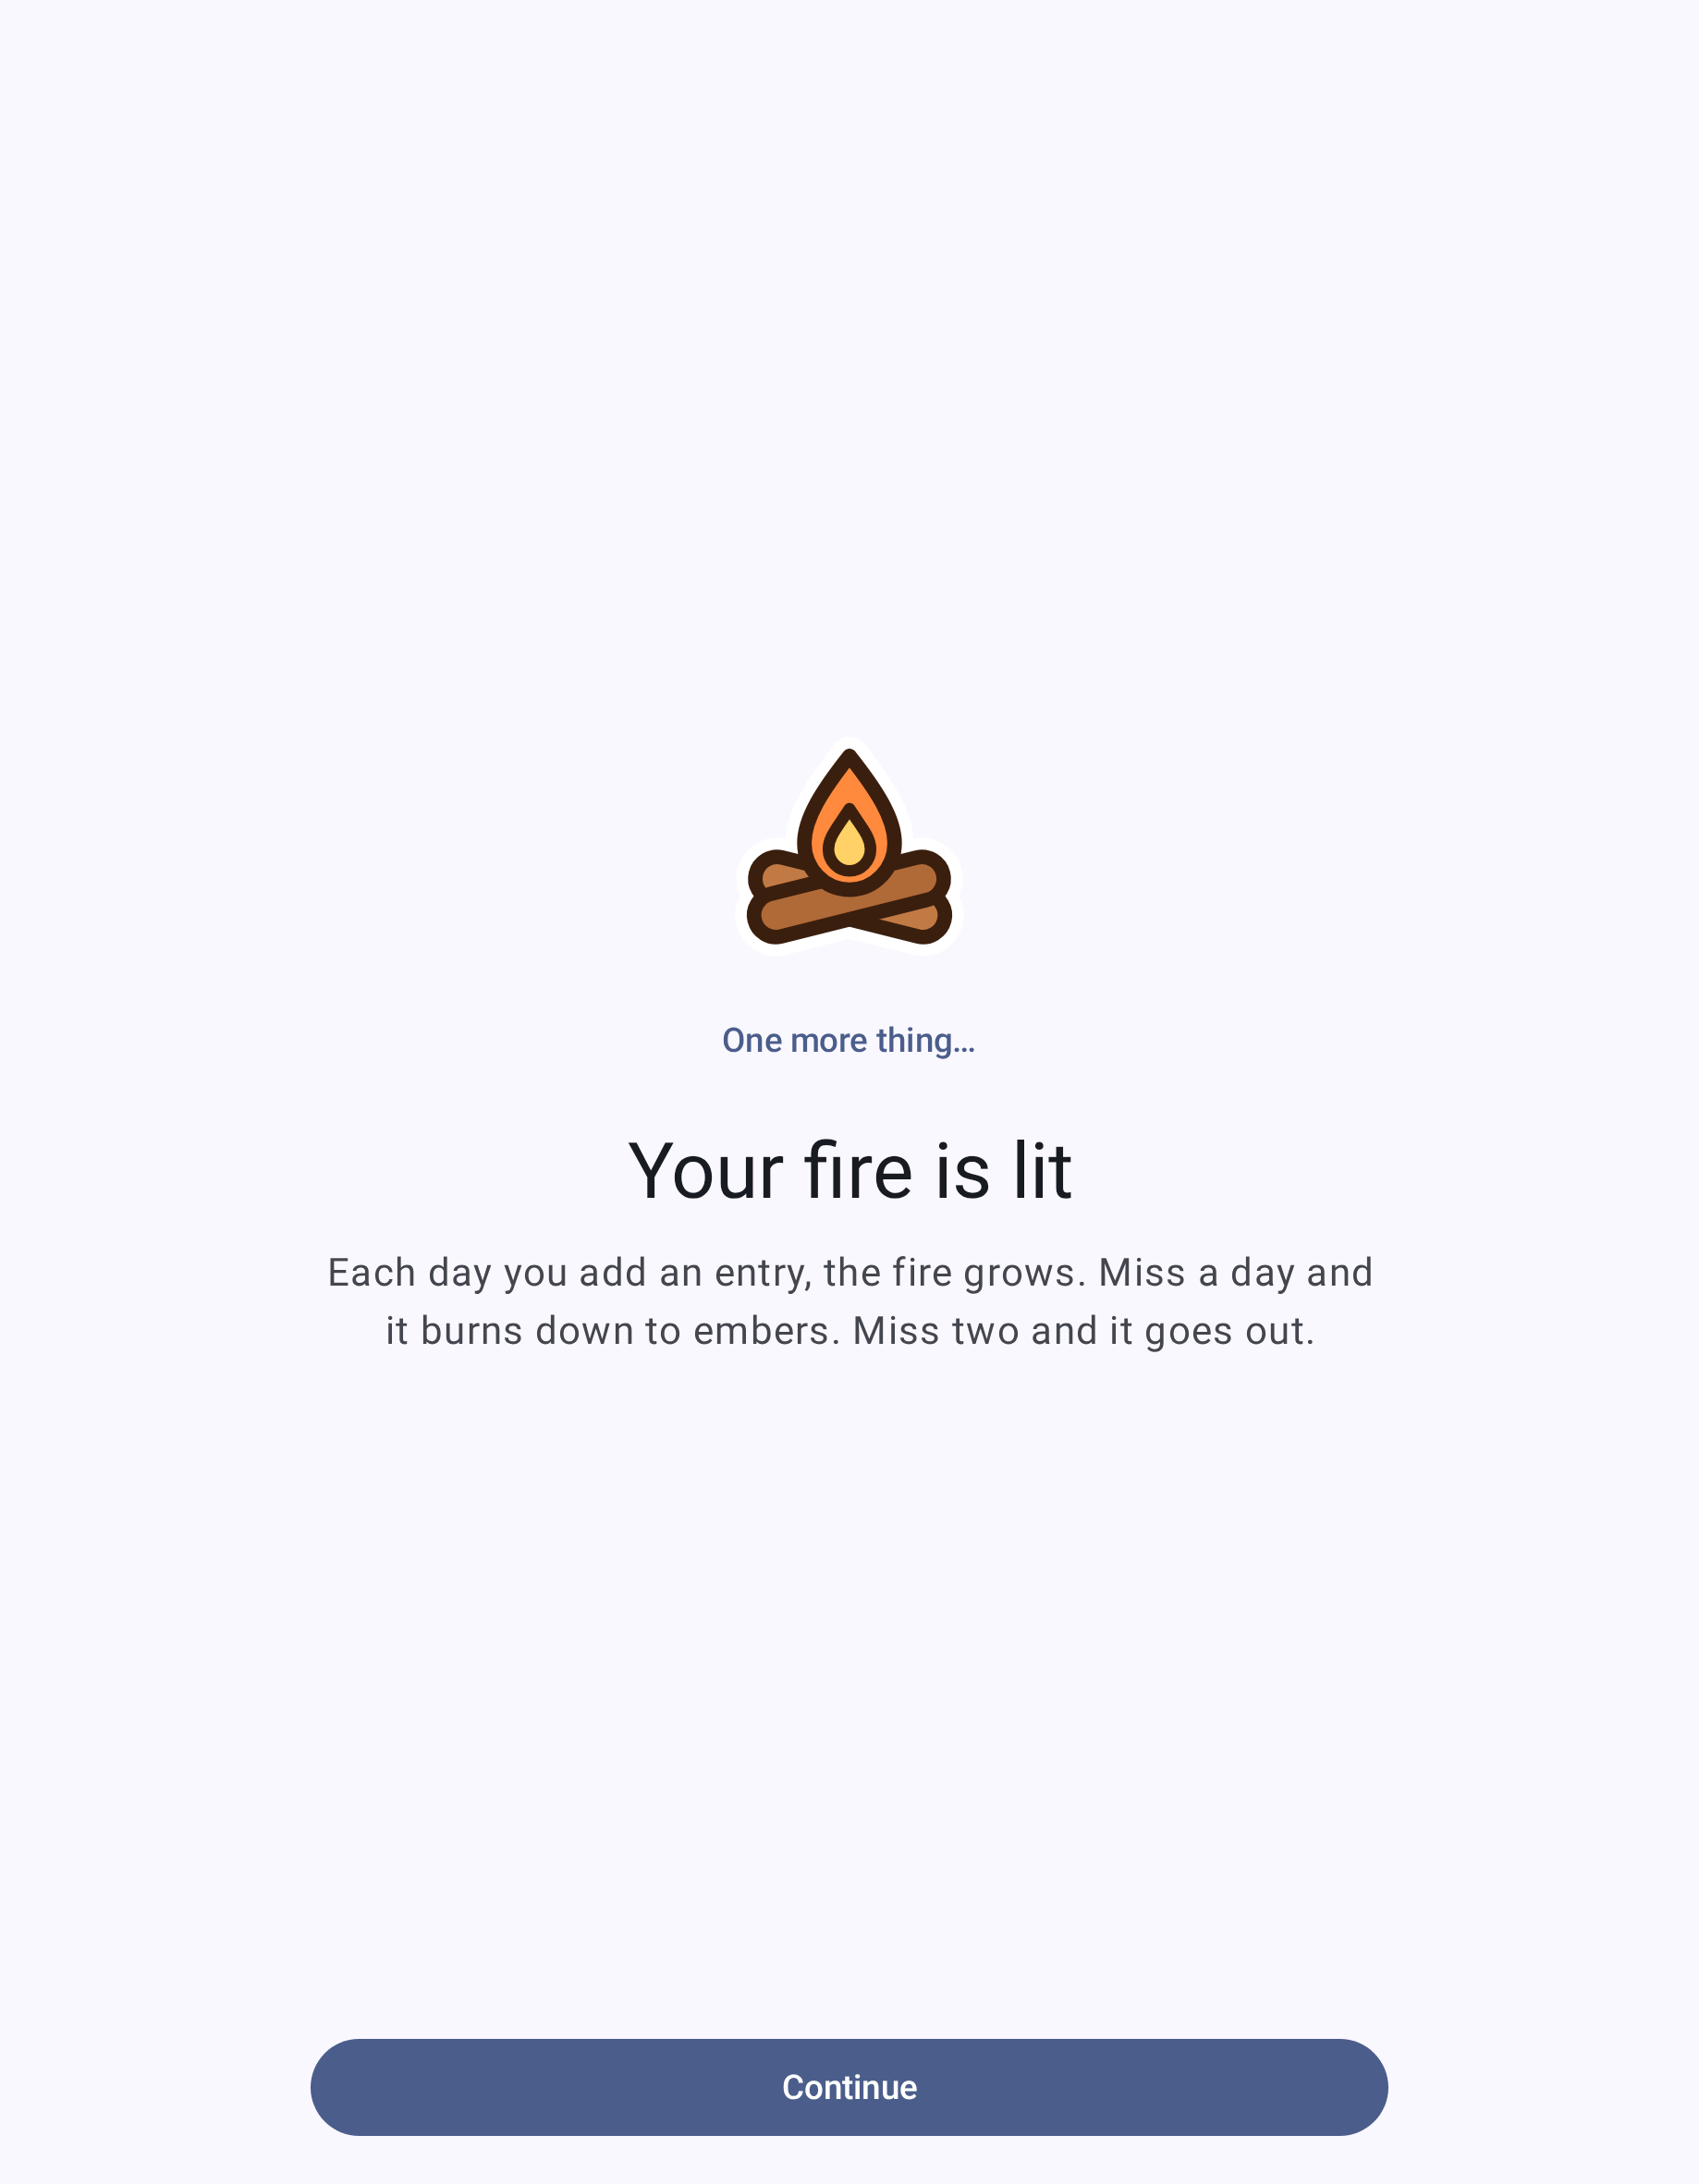 One more thing…
Your fire is lit
Each day you add an entry, the fire grows. Miss a day and
it burns down to embers. Miss two and it goes out.
Continue